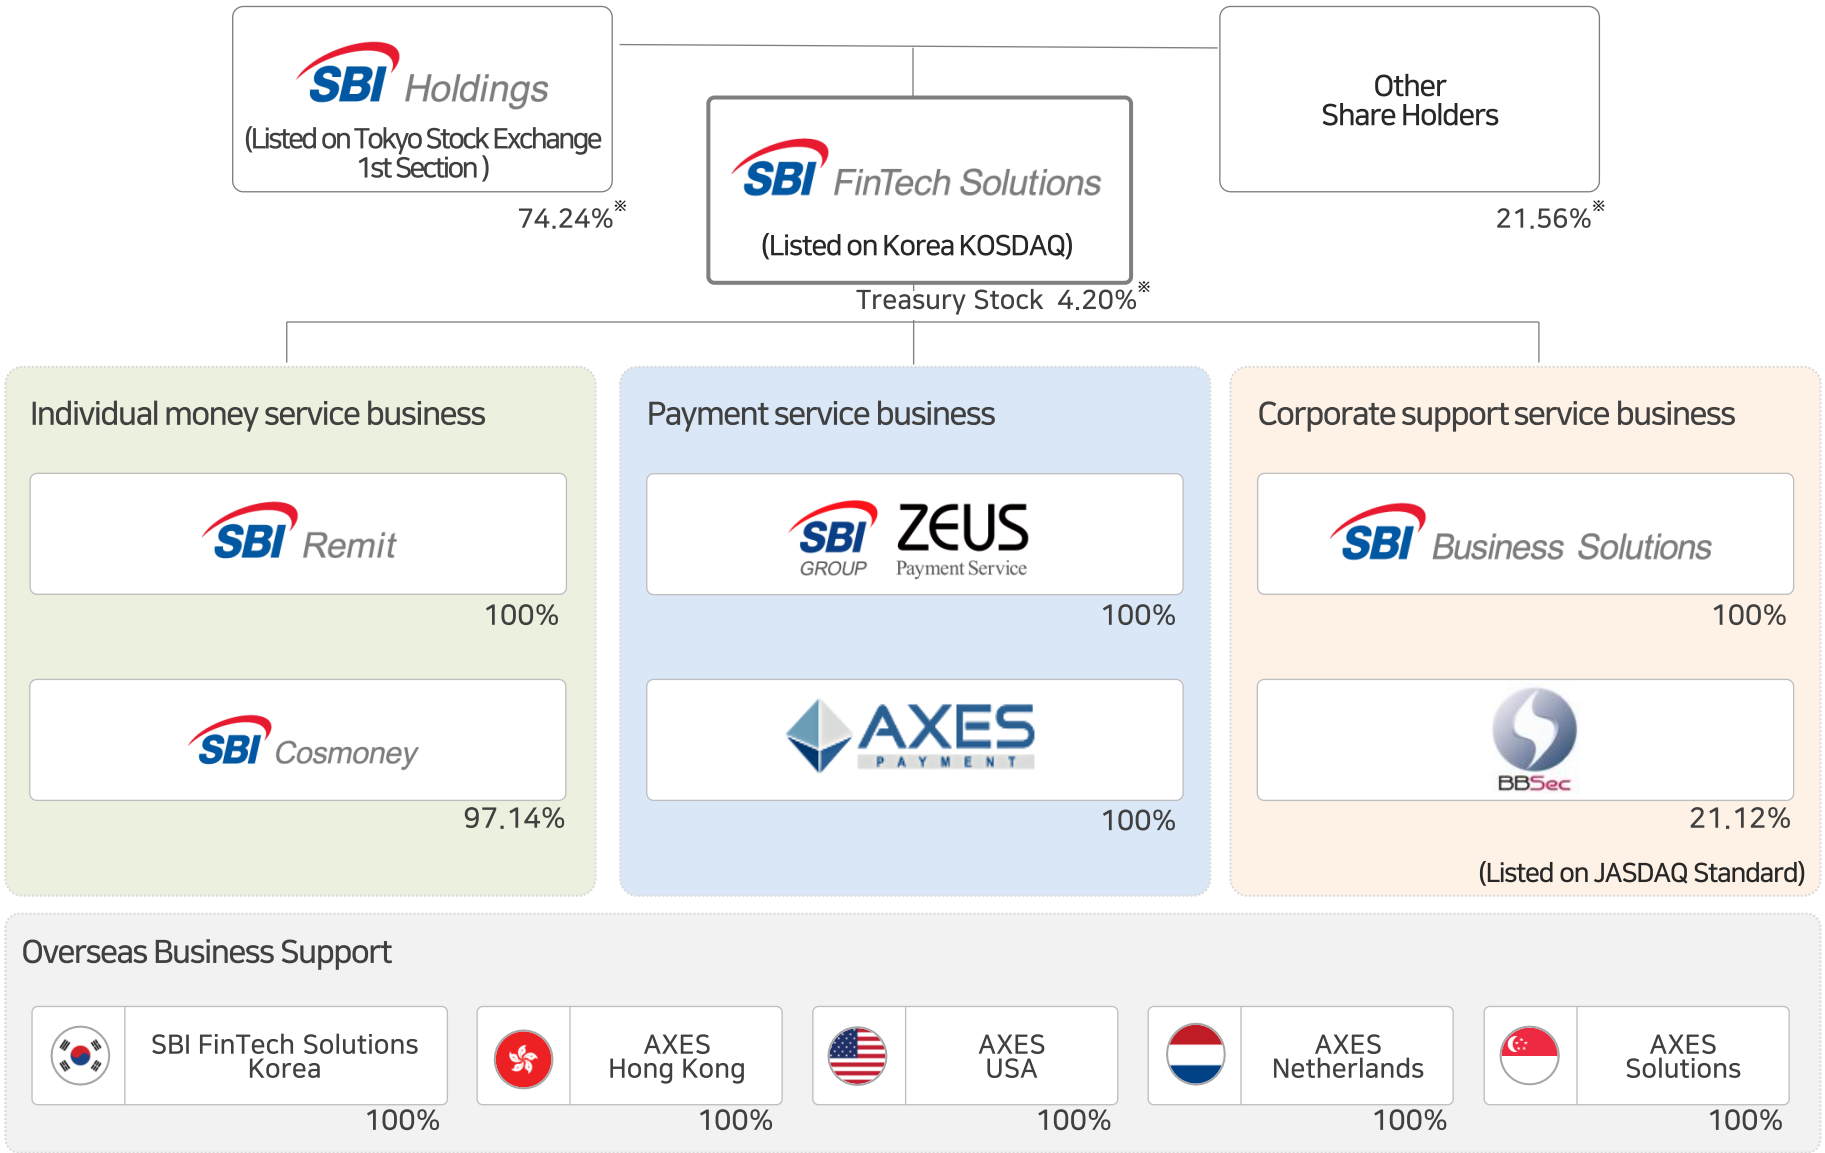 SBI Holdings
(Listed on Tokyo Stock Exchange
1st Section )
74.24%※
SBI FinTech Solutions
(Listed on Korea KOSDAQ)
Treasury Stock 4.20%※
Other
Share Holders
21.56%※
Individual money service business
SBI Remit
100%
SBI Cosmoney
97.14%
Payment service business
SBI GROUP
ZEUS
Payment Service
100%
AXES
PAYMENT
100%
Corporate support service business
SBI Business Solutions
100%
BBSec
21.12%
(Listed on JASDAQ Standard)
Overseas Business Support
SBI FinTech Solutions
Korea
100%
AXES
Hong Kong
100%
AXES
USA
100%
AXES
Netherlands
100%
AXES
Solutions
100%